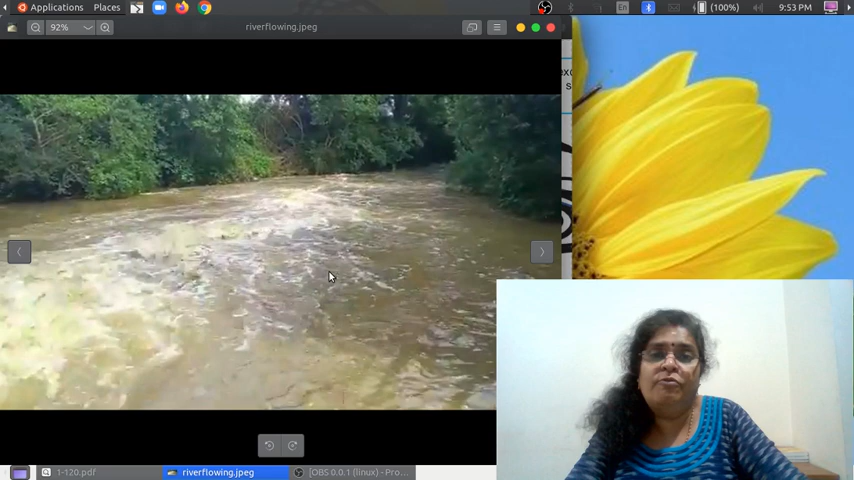 Applications Places En (100%) 9:53 PM
92% riverflowing.jpeg
1-120.pdf riverflowing.jpeg [OBS 0.0.1 (linux) - Pro...